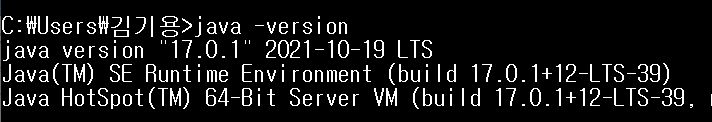 C:₩Users₩김기용>java -version
java version "17.0.1" 2021-10-19 LTS
Java(TM) SE Runtime Environment (build 17.0.1+12-LTS-39)
Java HotSpot(TM) 64-Bit Server VM (build 17.0.1+12-LTS-39,